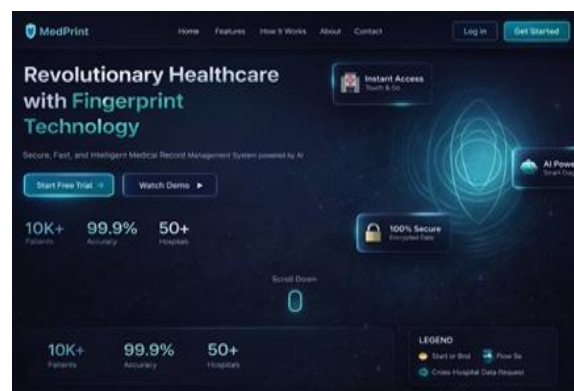 MedPrint
Home Features How It Works About Contact
Log in
Get Started
Revolutionary Healthcare
with Fingerprint
Technology
Secure, Fast, and Intelligent Medical Record Management System powered by AI
Start Free Trial →
Watch Demo ▶
10K+
Patients
99.9%
Accuracy
50+
Hospitals
Instant Access
Touch & Go
AI Powe
100% Secure
Encrypted Data
Scroll Down
10K+
Patients
99.9%
Accuracy
50+
Hospitals
LEGEND
Start or End
Flow
Cross-Hospital Data Request